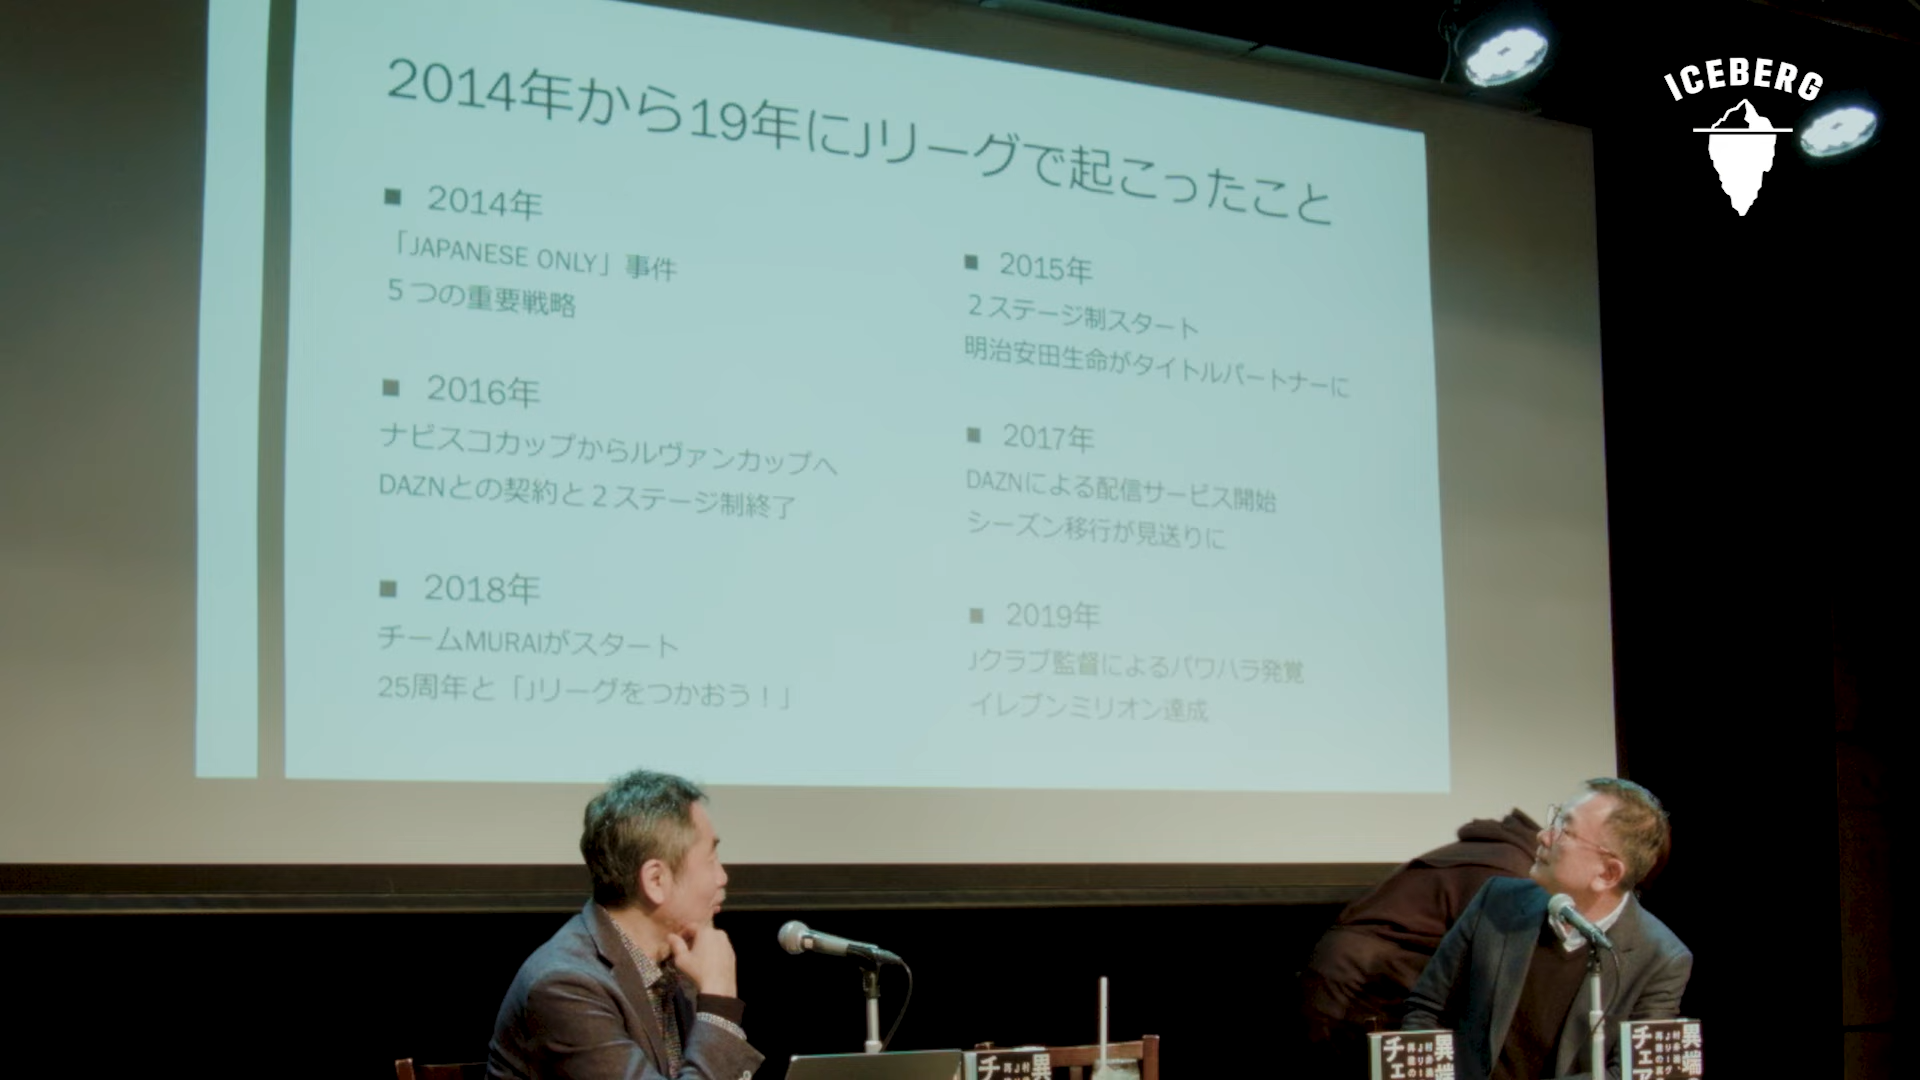 2014年から19年にJリーグで起こったこと
■ 2014年
「JAPANESE ONLY」事件
５つの重要戦略
■ 2016年
ナビスコカップからルヴァンカップへ
DAZNとの契約と２ステージ制終了
■ 2018年
チームMURAIがスタート
25周年と「Jリーグをつかおう！」
■ 2015年
２ステージ制スタート
明治安田生命がタイトルパートナーに
■ 2017年
DAZNによる配信サービス開始
シーズン移行が見送りに
■ 2019年
Jクラブ監督によるパワハラ発覚
イレブンミリオン達成
ICEBERG
異
チ
異端
チェ
異端
チェア